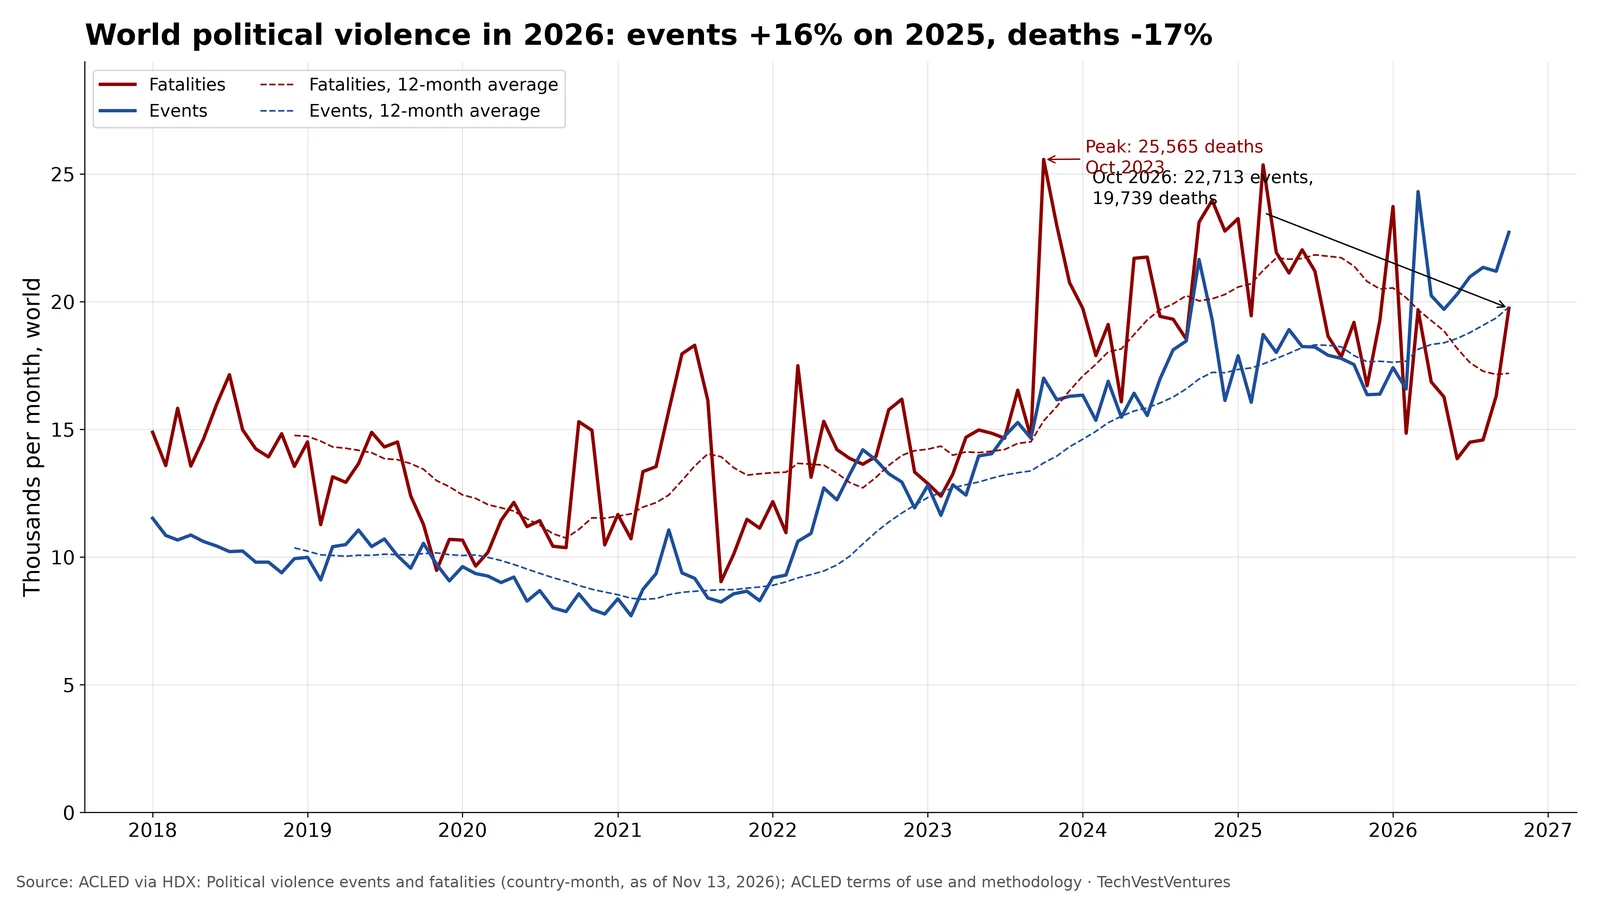 World political violence in 2026: events +16% on 2025, deaths -17%
Fatalities
Events
Fatalities, 12-month average
Events, 12-month average
Peak: 25,565 deaths
Oct 2023
Oct 2026: 22,713 events,
19,739 deaths
Thousands per month, world
25
20
15
10
5
0
2018
2019
2020
2021
2022
2023
2024
2025
2026
2027
Source: ACLED via HDX: Political violence events and fatalities (country-month, as of Nov 13, 2026); ACLED terms of use and methodology · TechVestVentures